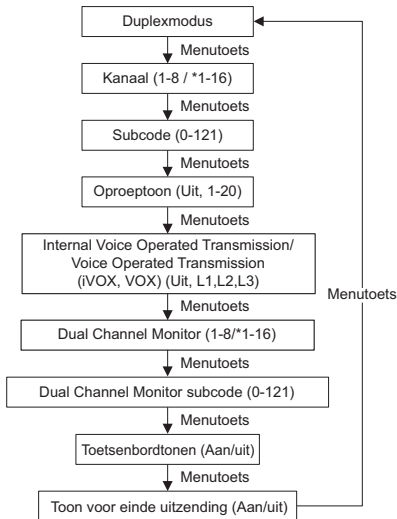 Duplexmodus
Menutoets
Kanaal (1-8 / *1-16)
Menutoets
Subcode (0-121)
Menutoets
Oproeptoon (Uit, 1-20)
Menutoets
Internal Voice Operated Transmission/
Voice Operated Transmission
(iVOX, VOX) (Uit, L1,L2,L3)
Menutoets
Menutoets
Dual Channel Monitor (1-8/*1-16)
Menutoets
Dual Channel Monitor subcode (0-121)
Menutoets
Toetsenbordtonen (Aan/uit)
Menutoets
Toon voor einde uitzending (Aan/uit)